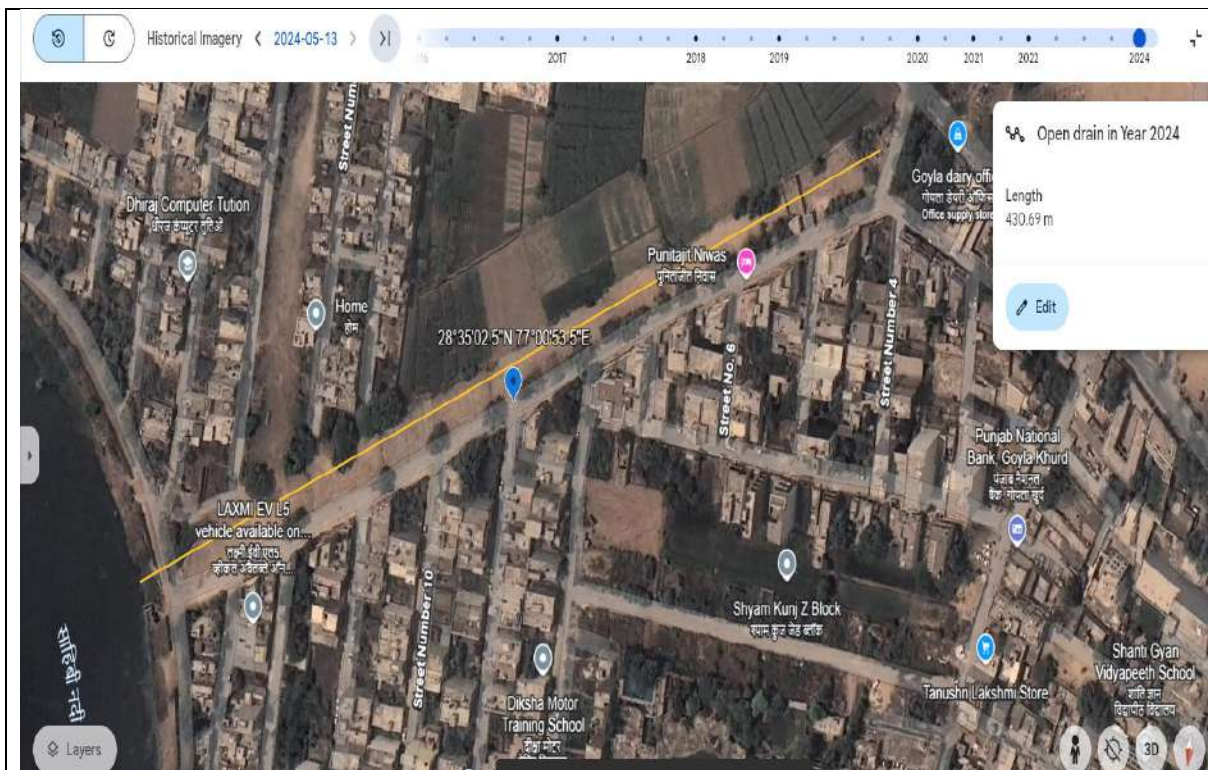 Historical Imagery < 2024-05-13 >
2017
2018
2019
2020
2021
2022
2024
Open drain in Year 2024
Length
430.69 m
Edit
Street Num
Dhiraj Computer Tution
Goyla dairy offi
गोयला डेयरी ऑफिस
Office supply store
Punitajit Niwas
पुनिताजीत निवास
Home
होम
28°35'02.5"N 77°00'53.5"E
Street No. 6
Street Number 4
Punjab National
Bank, Goyla Khurd
पंजाब नेशनल
बैंक, गोयला खुर्द
LAXMI EV L5
vehicle available on...
Street Number 10
Shyam Kunj Z Block
श्याम कुंज जेड ब्लॉक
साहिबी नदी
Diksha Motor
Training School
दीक्षा मोटर
Shanti Gyan
Vidyapeeth School
शांति ज्ञान
विद्यापीठ विद्यालय
Layers
3D